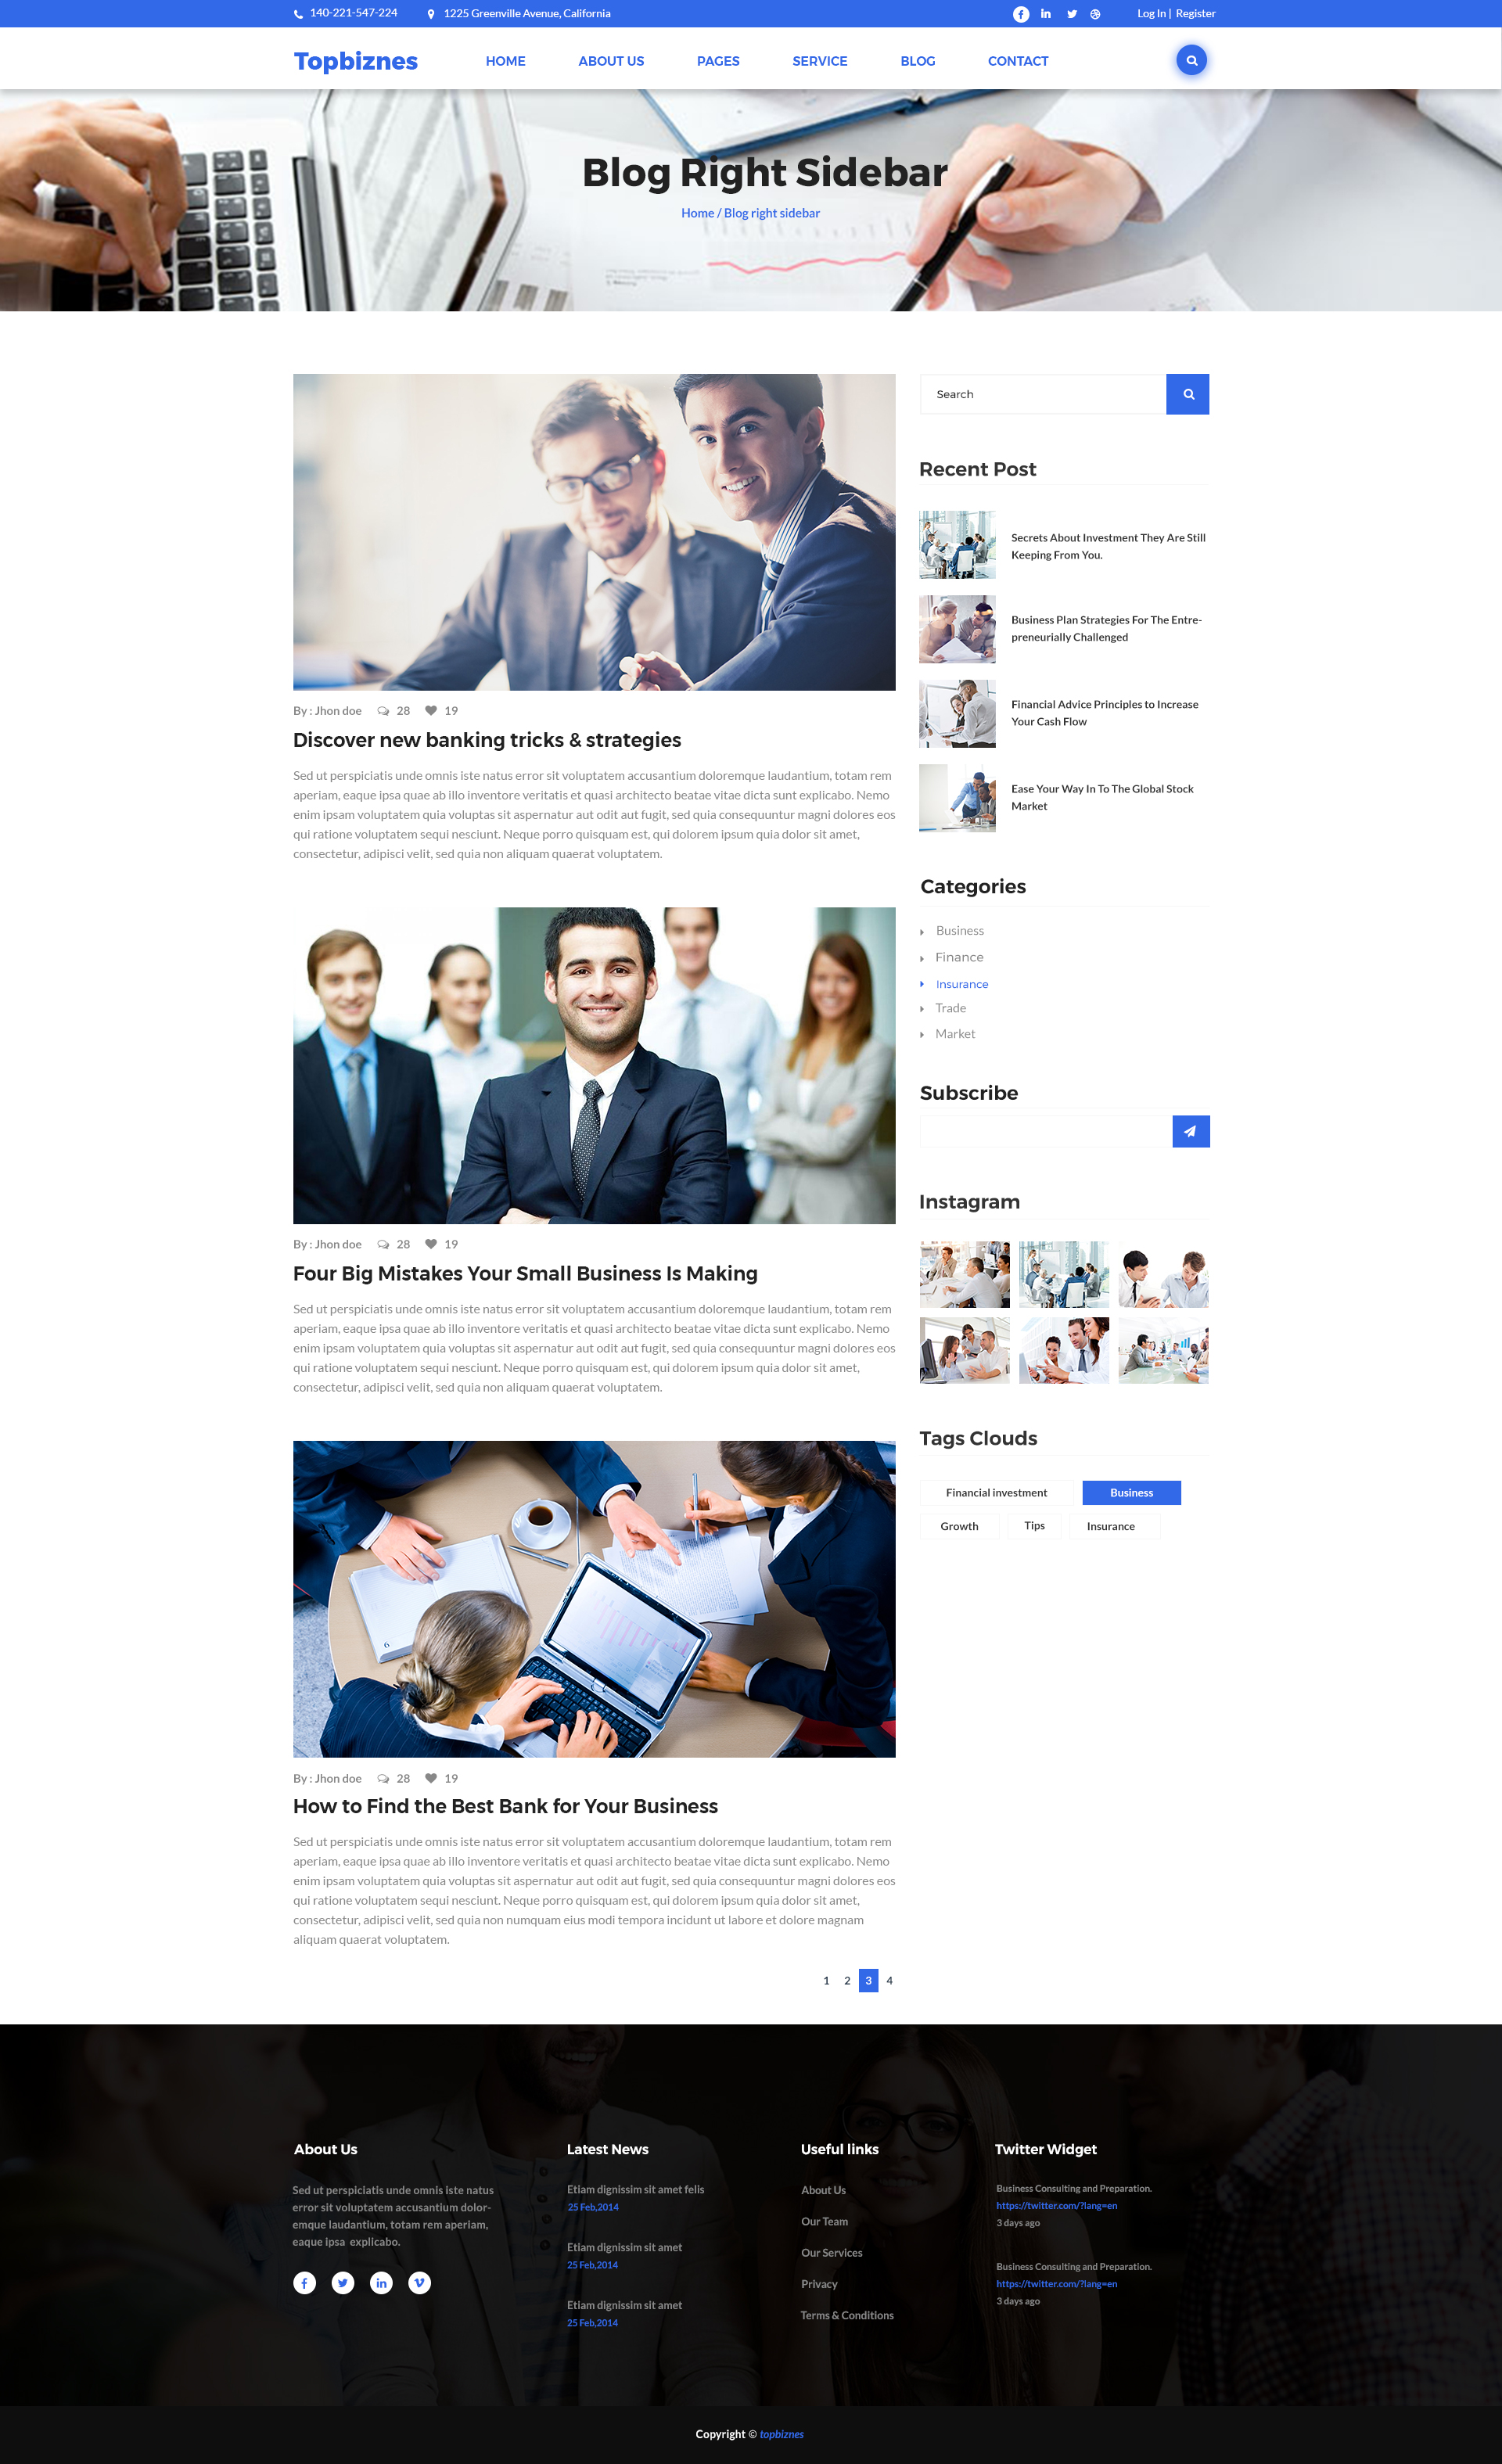 140-221-547-224
1225 Greenville Avenue, California
Log In | Register
Topbiznes
HOME
ABOUT US
PAGES
SERVICE
BLOG
CONTACT
Blog Right Sidebar
Home / Blog right sidebar
By : Jhon doe 28 19
Discover new banking tricks & strategies
Sed ut perspiciatis unde omnis iste natus error sit voluptatem accusantium doloremque laudantium, totam rem
aperiam, eaque ipsa quae ab illo inventore veritatis et quasi architecto beatae vitae dicta sunt explicabo. Nemo
enim ipsam voluptatem quia voluptas sit aspernatur aut odit aut fugit, sed quia consequuntur magni dolores eos
qui ratione voluptatem sequi nesciunt. Neque porro quisquam est, qui dolorem ipsum quia dolor sit amet,
consectetur, adipisci velit, sed quia non aliquam quaerat voluptatem.
By : Jhon doe 28 19
Four Big Mistakes Your Small Business Is Making
Sed ut perspiciatis unde omnis iste natus error sit voluptatem accusantium doloremque laudantium, totam rem
aperiam, eaque ipsa quae ab illo inventore veritatis et quasi architecto beatae vitae dicta sunt explicabo. Nemo
enim ipsam voluptatem quia voluptas sit aspernatur aut odit aut fugit, sed quia consequuntur magni dolores eos
qui ratione voluptatem sequi nesciunt. Neque porro quisquam est, qui dolorem ipsum quia dolor sit amet,
consectetur, adipisci velit, sed quia non aliquam quaerat voluptatem.
By : Jhon doe 28 19
How to Find the Best Bank for Your Business
Sed ut perspiciatis unde omnis iste natus error sit voluptatem accusantium doloremque laudantium, totam rem
aperiam, eaque ipsa quae ab illo inventore veritatis et quasi architecto beatae vitae dicta sunt explicabo. Nemo
enim ipsam voluptatem quia voluptas sit aspernatur aut odit aut fugit, sed quia consequuntur magni dolores eos
qui ratione voluptatem sequi nesciunt. Neque porro quisquam est, qui dolorem ipsum quia dolor sit amet,
consectetur, adipisci velit, sed quia non numquam eius modi tempora incidunt ut labore et dolore magnam
aliquam quaerat voluptatem.
1 2 3 4
Search
Recent Post
Secrets About Investment They Are Still
Keeping From You.
Business Plan Strategies For The Entre-
preneurially Challenged
Financial Advice Principles to Increase
Your Cash Flow
Ease Your Way In To The Global Stock
Market
Categories
Business
Finance
Insurance
Trade
Market
Subscribe
Instagram
Tags Clouds
Financial investment
Business
Growth
Tips
Insurance
About Us
Sed ut perspiciatis unde omnis iste natus
error sit voluptatem accusantium dolor-
emque laudantium, totam rem aperiam,
eaque ipsa explicabo.
Latest News
Etiam dignissim sit amet felis
25 Feb,2014
Etiam dignissim sit amet
25 Feb,2014
Etiam dignissim sit amet
25 Feb,2014
Useful links
About Us
Our Team
Our Services
Privacy
Terms & Conditions
Twitter Widget
Business Consulting and Preparation.
https://twitter.com/?lang=en
3 days ago
Business Consulting and Preparation.
https://twitter.com/?lang=en
3 days ago
Copyright © topbiznes